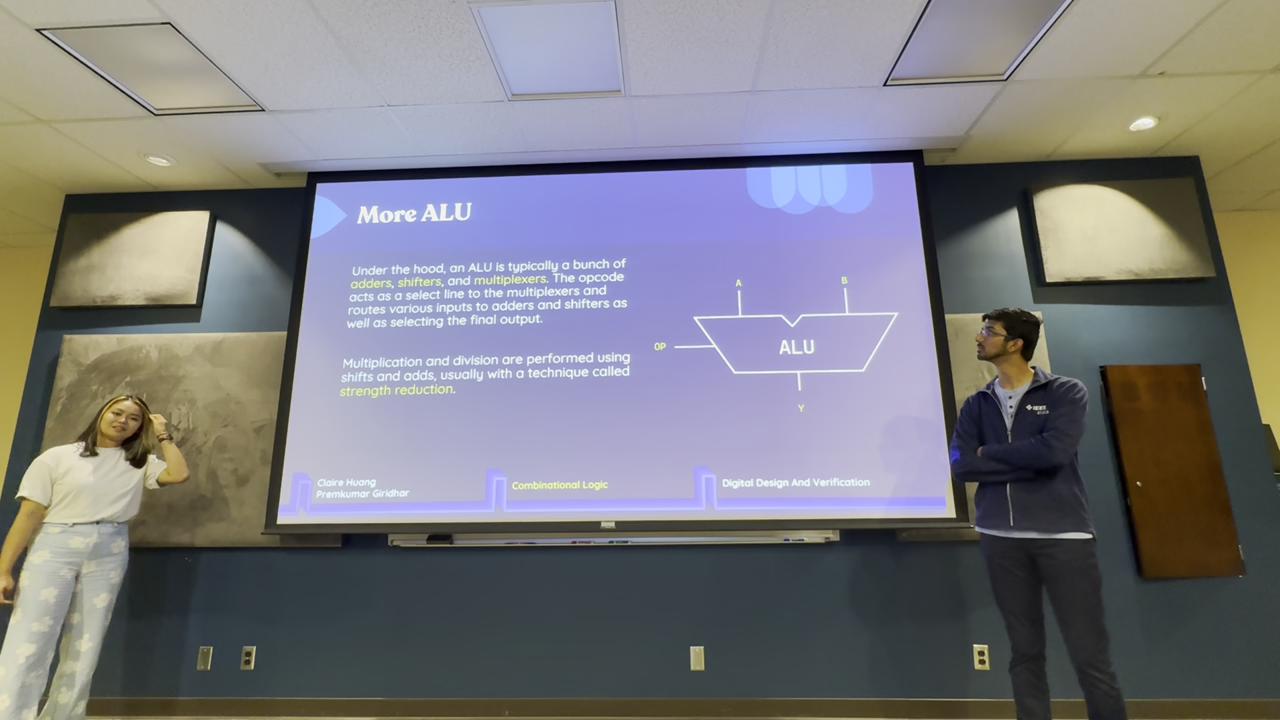 More ALU
Under the hood, an ALU is typically a bunch of
adders, shifters, and multiplexers. The opcode
acts as a select line to the multiplexers and
routes various inputs to adders and shifters as
well as selecting the final output.
Multiplication and division are performed using
shifts and adds, usually with a technique called
strength reduction.
A
B
OP
ALU
Y
Claire Huang
Premkumar Giridhar
Combinational Logic
Digital Design And Verification